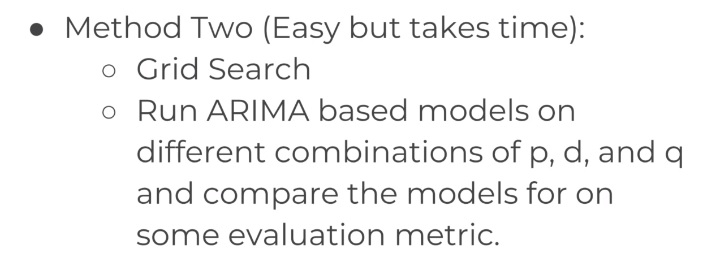 ● Method Two (Easy but takes time):
○ Grid Search
○ Run ARIMA based models on
different combinations of p, d, and q
and compare the models for on
some evaluation metric.